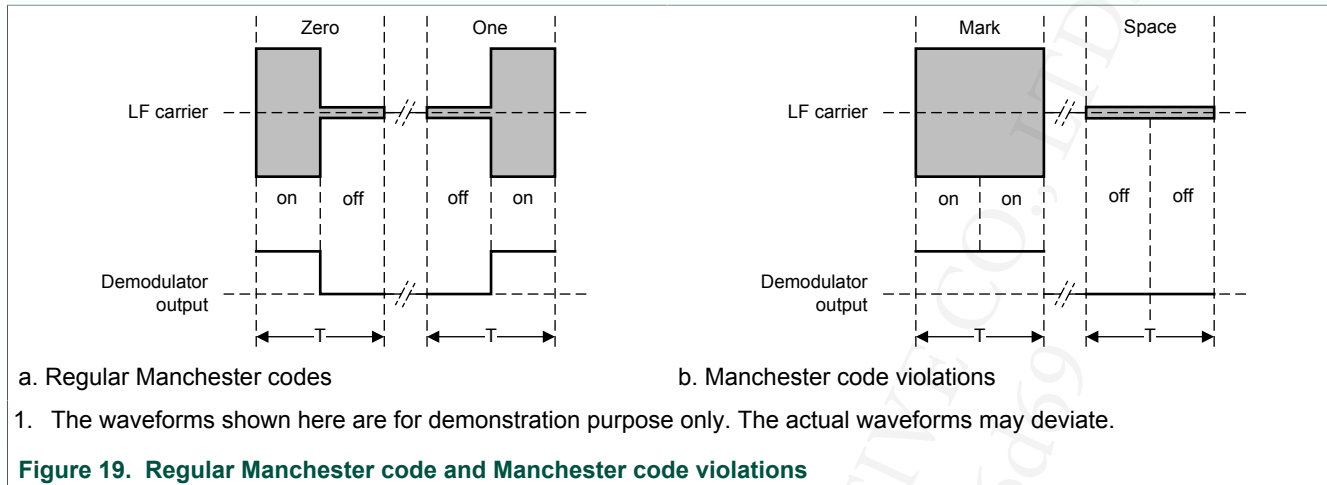 Zero One
LF carrier
on off off on
Demodulator
output
T T
a. Regular Manchester codes
Mark Space
LF carrier
on on off off
Demodulator
output
T T
b. Manchester code violations
1. The waveforms shown here are for demonstration purpose only. The actual waveforms may deviate.
Figure 19. Regular Manchester code and Manchester code violations